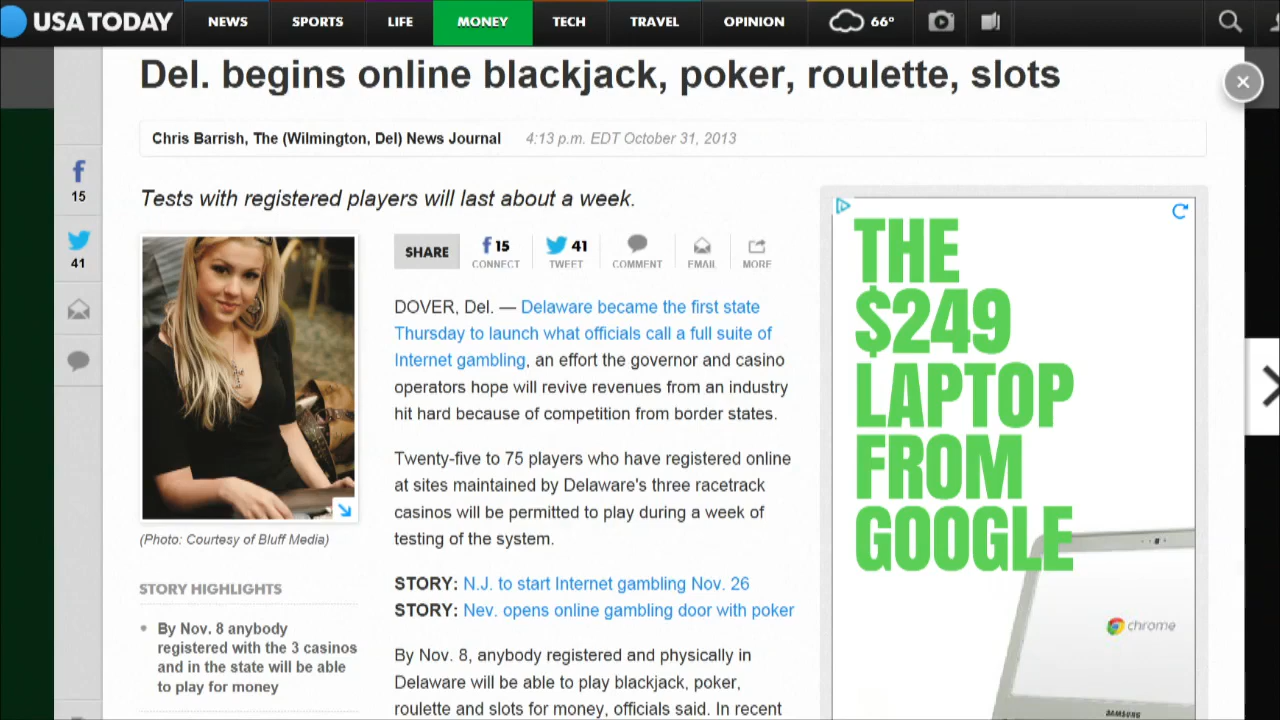 USA TODAY NEWS SPORTS LIFE MONEY TECH TRAVEL OPINION 66°
Del. begins online blackjack, poker, roulette, slots
Chris Barrish, The (Wilmington, Del) News Journal 4:13 p.m. EDT October 31, 2013
15
41
Tests with registered players will last about a week.
(Photo: Courtesy of Bluff Media)
STORY HIGHLIGHTS
By Nov. 8 anybody
registered with the 3 casinos
and in the state will be able
to play for money
SHARE 15 CONNECT 41 TWEET COMMENT EMAIL MORE
DOVER, Del. — Delaware became the first state
Thursday to launch what officials call a full suite of
Internet gambling, an effort the governor and casino
operators hope will revive revenues from an industry
hit hard because of competition from border states.
Twenty-five to 75 players who have registered online
at sites maintained by Delaware's three racetrack
casinos will be permitted to play during a week of
testing of the system.
STORY: N.J. to start Internet gambling Nov. 26
STORY: Nev. opens online gambling door with poker
By Nov. 8, anybody registered and physically in
Delaware will be able to play blackjack, poker,
roulette and slots for money, officials said. In recent
THE
$249
LAPTOP
FROM
GOOGLE
chrome
SAMSUNG